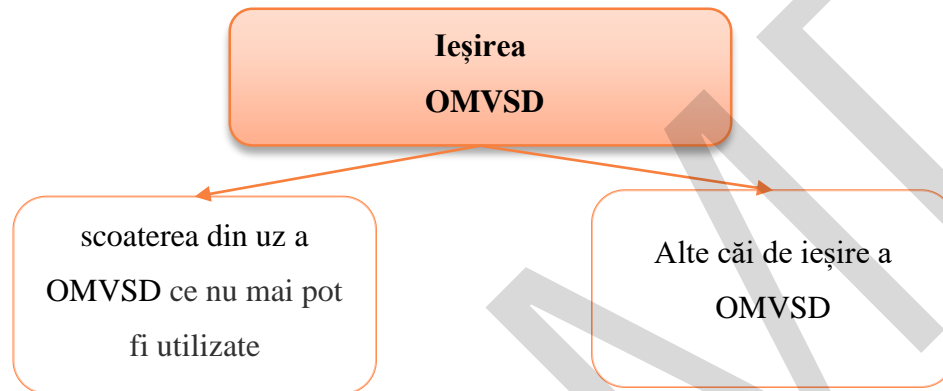 Ieșirea
OMVSD
scoaterea din uz a
OMVSD ce nu mai pot
fi utilizate
Alte căi de ieșire a
OMVSD